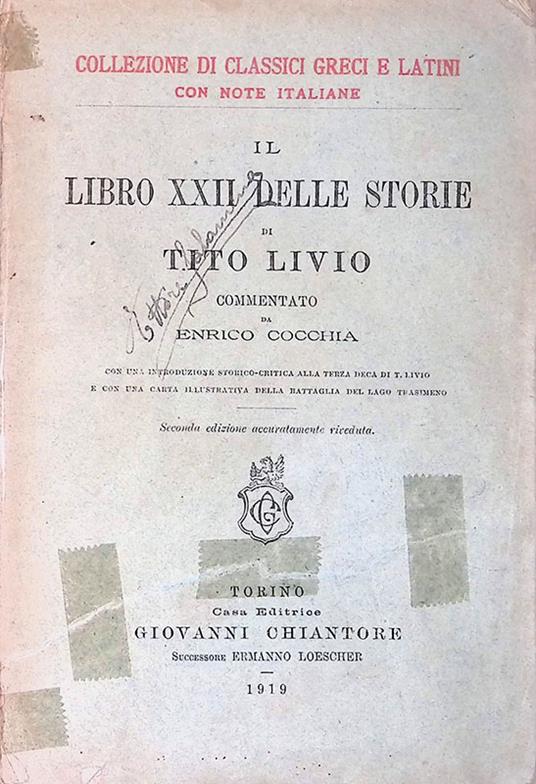 COLLEZIONE DI CLASSICI GRECI E LATINI
CON NOTE ITALIANE
IL
LIBRO XXII DELLE STORIE
DI
TITO LIVIO
COMMENTATO
DA
ENRICO COCCHIA
CON UNA INTRODUZIONE STORICO-CRITICA ALLA TERZA DECA DI T. LIVIO
E CON UNA CARTA ILLUSTRATIVA DELLA BATTAGLIA DEL LAGO TRASIMENO
Seconda edizione accuratamente riveduta.
TORINO
Casa Editrice
GIOVANNI CHIANTORE
Successore ERMANNO LOESCHER
1919
Ettore